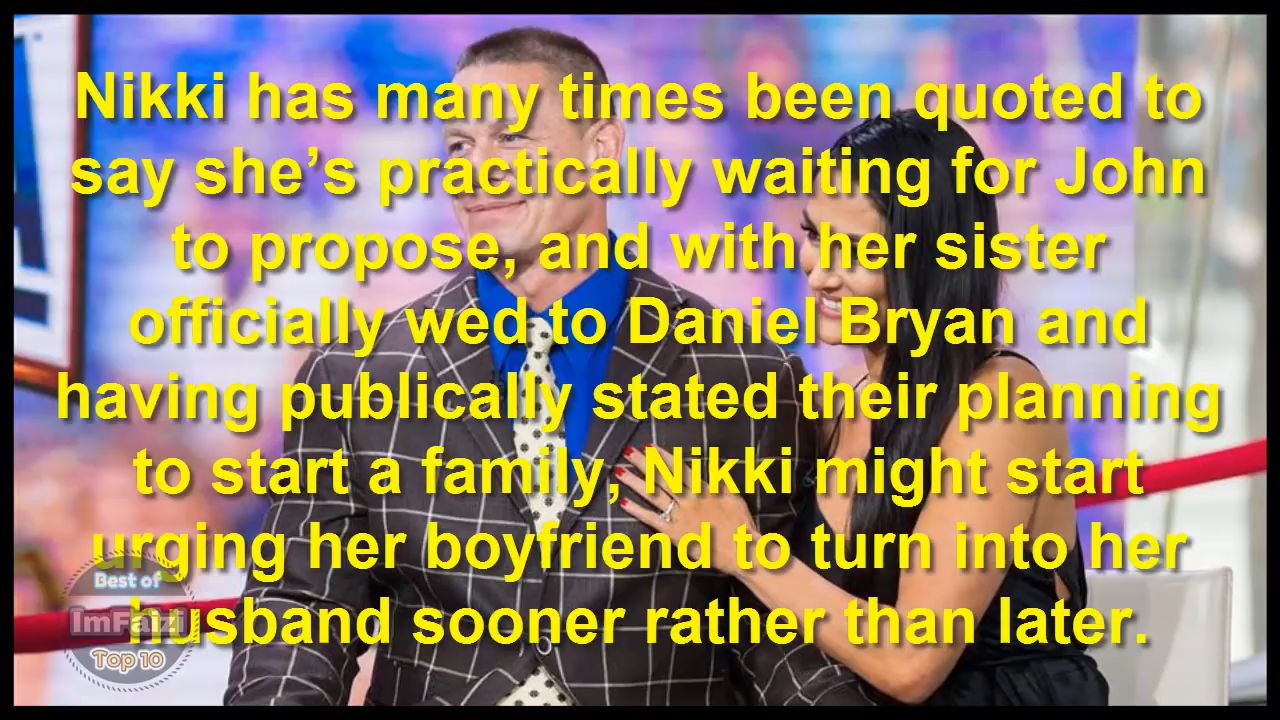 Nikki has many times been quoted to
say she's practically waiting for John
to propose, and with her sister
officially wed to Daniel Bryan and
having publically stated their planning
to start a family, Nikki might start
urging her boyfriend to turn into her
husband sooner rather than later.
Best of
ImFaizi
Top 10